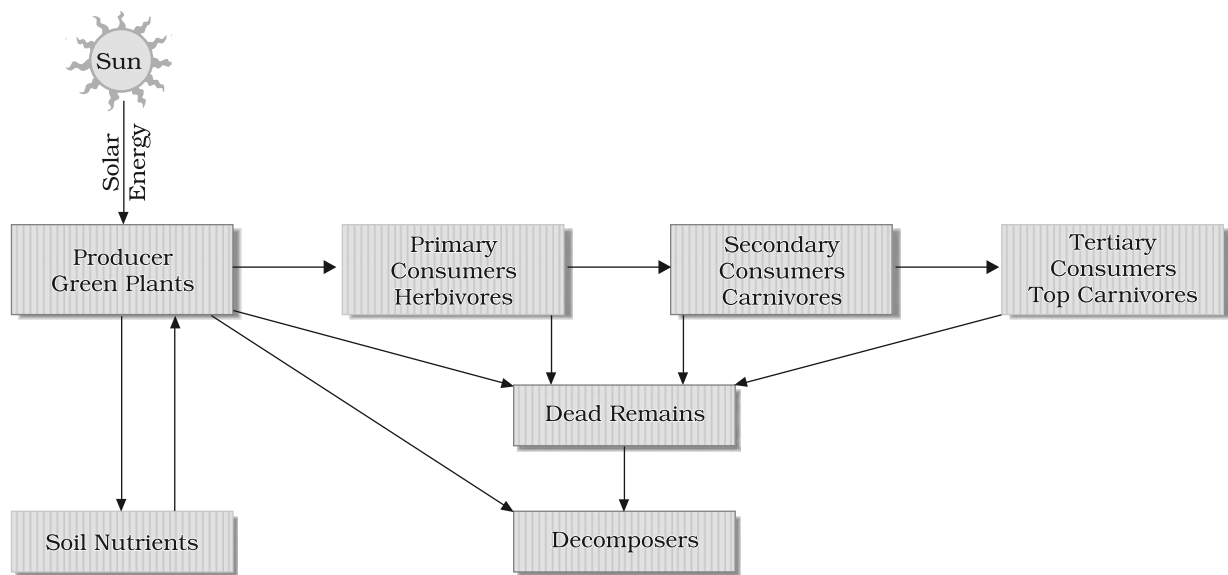 Sun
Solar
Energy
Producer
Green Plants
Primary
Consumers
Herbivores
Secondary
Consumers
Carnivores
Tertiary
Consumers
Top Carnivores
Dead Remains
Soil Nutrients
Decomposers